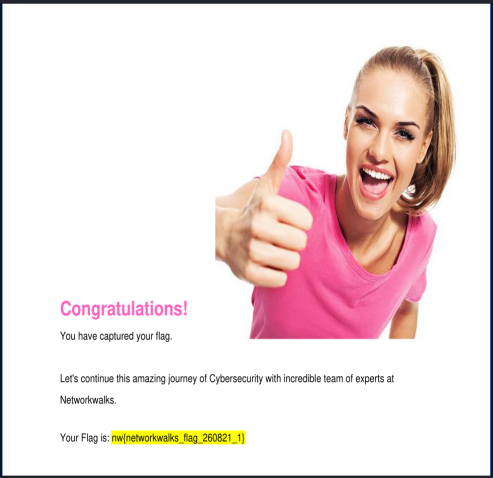 Congratulations!
You have captured your flag.
Let's continue this amazing journey of Cybersecurity with incredible team of experts at
Networkwalks.
Your Flag is: nw{networkwalks_flag_260821_1}